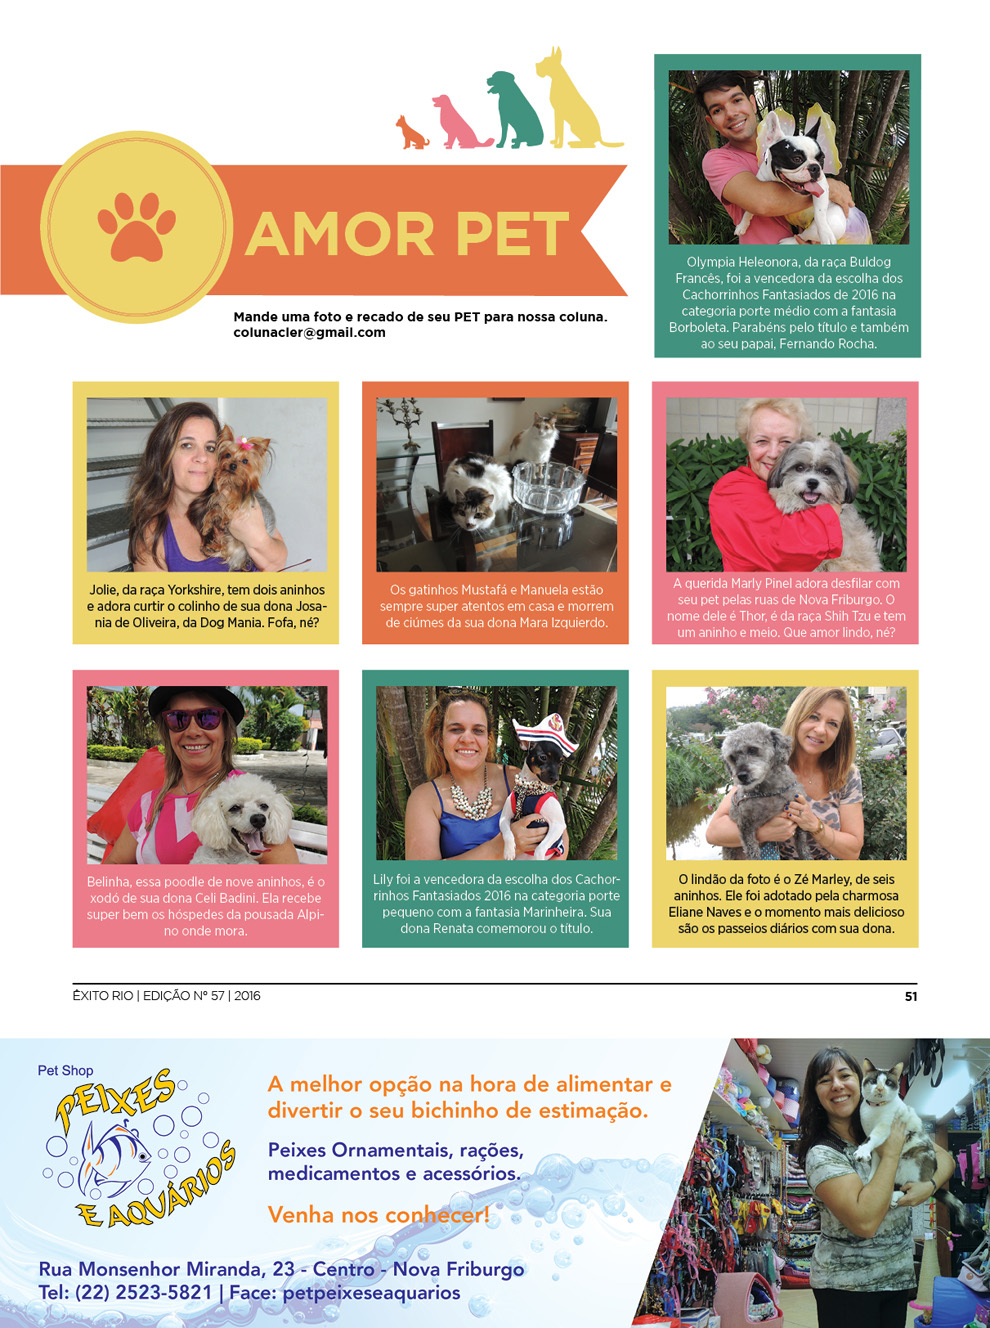 AMOR PET
Mande uma foto e recado de seu PET para nossa coluna.
colunacler@gmail.com
Olympia Heleonora, da raça Buldog
Francês, foi a vencedora da escolha dos
Cachorrinhos Fantasiados de 2016 na
categoria porte médio com a fantasia
Borboleta. Parabéns pelo título e também
ao seu papai, Fernando Rocha.
Jolie, da raça Yorkshire, tem dois aninhos
e adora curtir o colinho de sua dona Josa-
nia de Oliveira, da Dog Mania. Fofa, né?
Os gatinhos Mustafá e Manuela estão
sempre super atentos em casa e morrem
de ciúmes da sua dona Mara Izquierdo.
A querida Marly Pinel adora desfilar com
seu pet pelas ruas de Nova Friburgo. O
nome dele é Thor, é da raça Shih Tzu e tem
um aninho e meio. Que amor lindo, né?
Belinha, essa poodle de nove aninhos, é o
xodó de sua dona Celi Badini. Ela recebe
super bem os hóspedes da pousada Alpi-
no onde mora.
Lily foi a vencedora da escolha dos Cachor-
rinhos Fantasiados 2016 na categoria porte
pequeno com a fantasia Marinheira. Sua
dona Renata comemorou o título.
O lindão da foto é o Zé Marley, de seis
aninhos. Ele foi adotado pela charmosa
Eliane Naves e o momento mais delicioso
são os passeios diários com sua dona.
ÊXITO RIO | EDIÇÃO Nº 57 | 2016
51
Pet Shop
PEIXES
E AQUÁRIOS
A melhor opção na hora de alimentar e
divertir o seu bichinho de estimação.
Peixes Ornamentais, rações,
medicamentos e acessórios.
Venha nos conhecer!
Rua Monsenhor Miranda, 23 - Centro - Nova Friburgo
Tel: (22) 2523-5821 | Face: petpeixeseaquarios